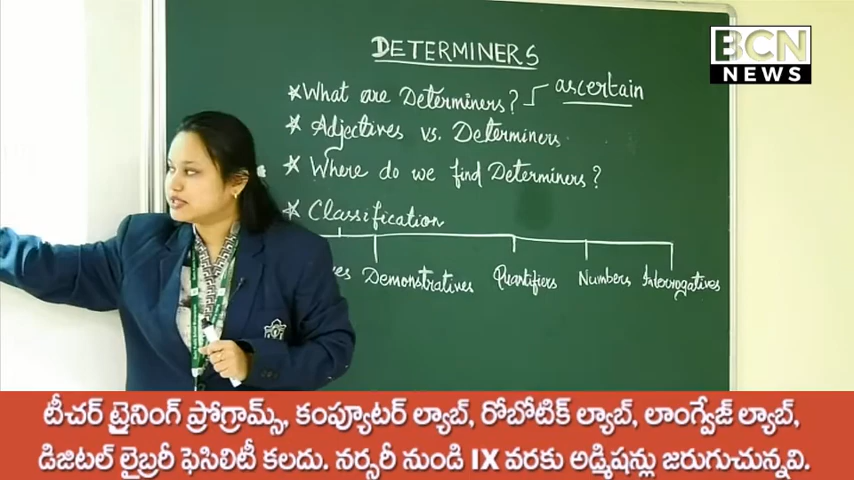 DETERMINERS
BCN
NEWS
*What are Determiners? ascertain
* Adjectives vs. Determiners
* Where do we find Determiners?
* Classification
Demonstratives Quantifiers Numbers Interrogatives
టీచర్ ట్రైనింగ్ ప్రోగ్రామ్స్, కంప్యూటర్ ల్యాబ్, రోబోటిక్ ల్యాబ్, లాంగ్వేజ్ ల్యాబ్,
డిజిటల్ లైబ్రరీ ఫెసిలిటీ కలదు. నర్సరీ నుండి IX వరకు అడ్మిషన్లు జరుగుచున్నవి.